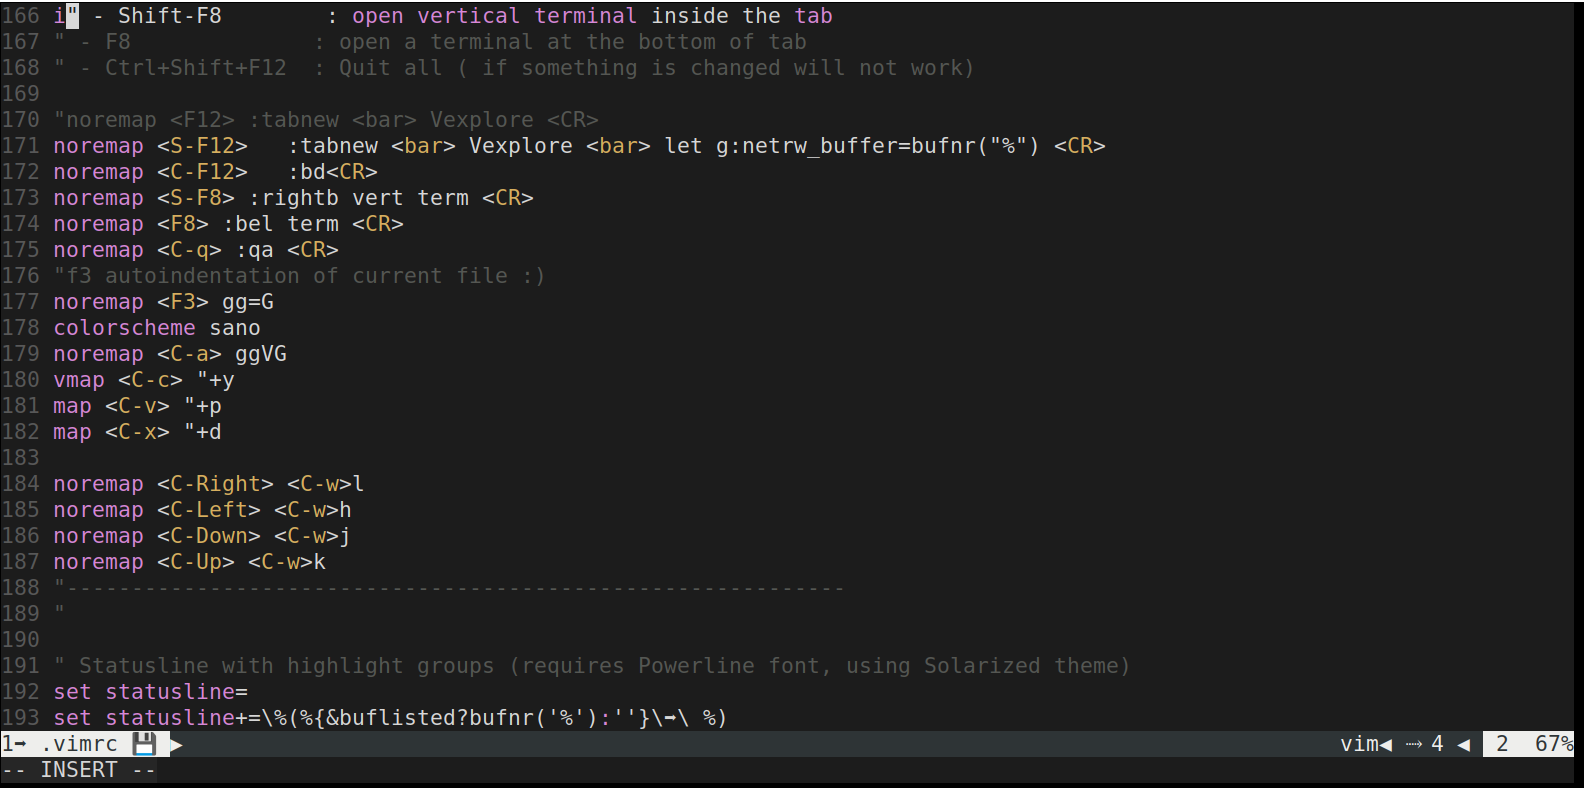 166 i" - Shift-F8        : open vertical terminal inside the tab
167 " - F8              : open a terminal at the bottom of tab
168 " - Ctrl+Shift+F12  : Quit all ( if something is changed will not work)
169
170 "noremap <F12> :tabnew <bar> Vexplore <CR>
171 noremap <S-F12>   :tabnew <bar> Vexplore <bar> let g:netrw_buffer=bufnr("%") <CR>
172 noremap <C-F12>   :bd<CR>
173 noremap <S-F8> :rightb vert term <CR>
174 noremap <F8> :bel term <CR>
175 noremap <C-q> :qa <CR>
176 "f3 autoindentation of current file :)
177 noremap <F3> gg=G
178 colorscheme sano
179 noremap <C-a> ggVG
180 vmap <C-c> "+y
181 map <C-v> "+p
182 map <C-x> "+d
183
184 noremap <C-Right> <C-w>l
185 noremap <C-Left> <C-w>h
186 noremap <C-Down> <C-w>j
187 noremap <C-Up> <C-w>k
188 "------------------------------------------------------------
189 "
190
191 " Statusline with highlight groups (requires Powerline font, using Solarized theme)
192 set statusline=
193 set statusline+=\%(%{&buflisted?bufnr('%'):''}\➡\ %)
1➡ .vimrc 💾 ▶ vim◀ ⤑ 4 ◀ 2 67%
-- INSERT --